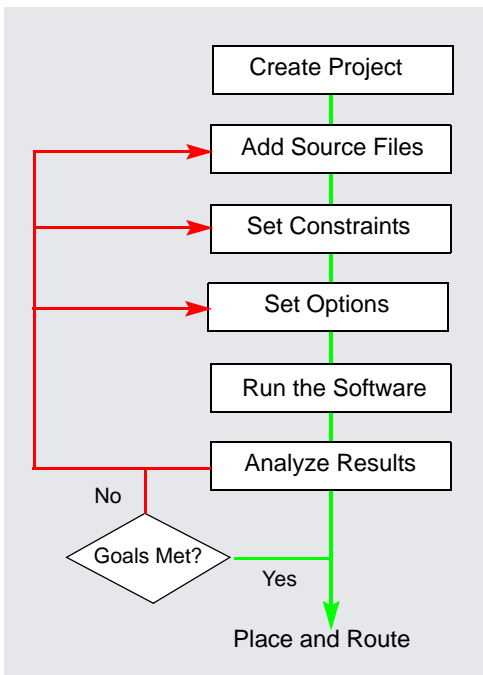 Create Project
Add Source Files
Set Constraints
Set Options
Run the Software
Analyze Results
No
Goals Met?
Yes
Place and Route